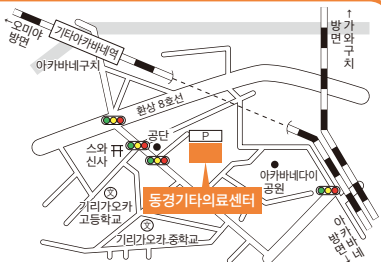 ←오미야
방면
기타아카바네역
아카바네구치
↑가와구치
방면
환상 8호선
공단
P
스와
신사
文
기리가오카
고등학교
文
기리가오카 중학교
동경기타의료센터
아카바네다이
공원
아카바네
방면↓